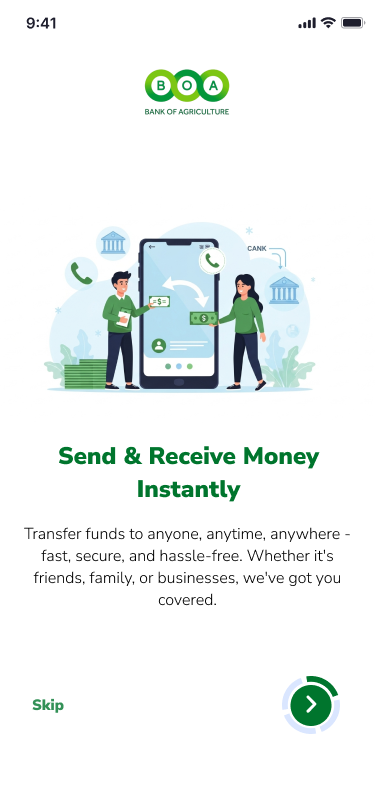 9:41
B O A
BANK OF AGRICULTURE
CANK
=$=
$
Send & Receive Money
Instantly
Transfer funds to anyone, anytime, anywhere -
fast, secure, and hassle-free. Whether it's
friends, family, or businesses, we've got you
covered.
Skip